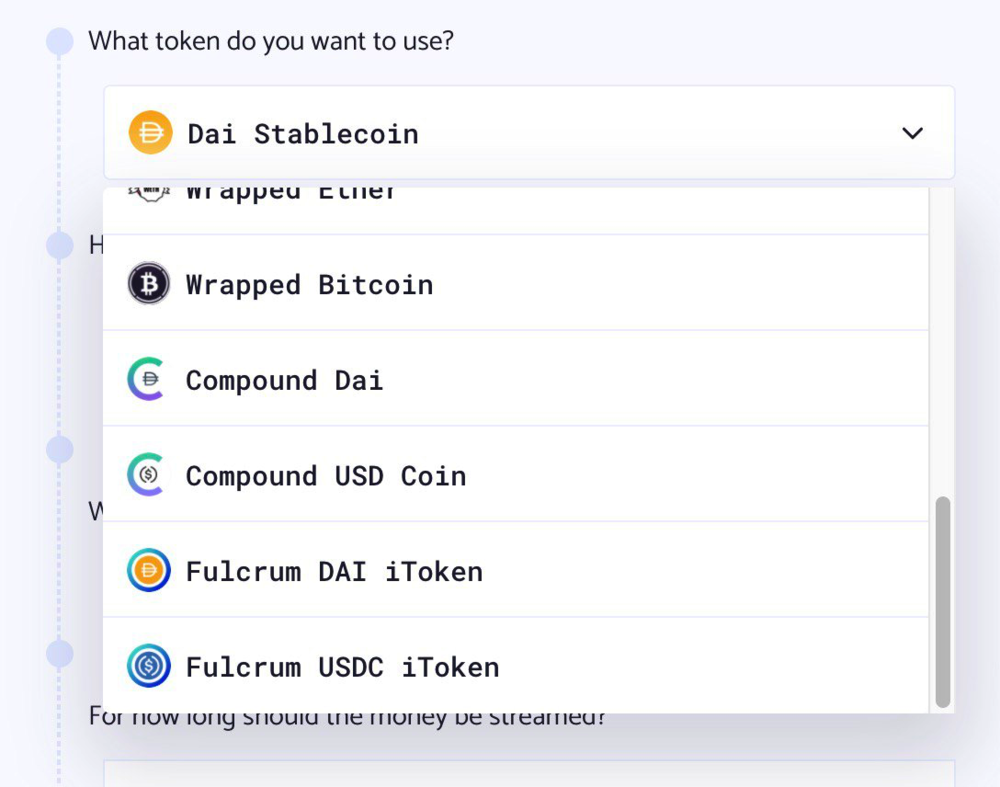 What token do you want to use?
Dai Stablecoin
Wrapped Ether
H
Wrapped Bitcoin
Compound Dai
Compound USD Coin
W
Fulcrum DAI iToken
Fulcrum USDC iToken
For how long should the money be streamed?